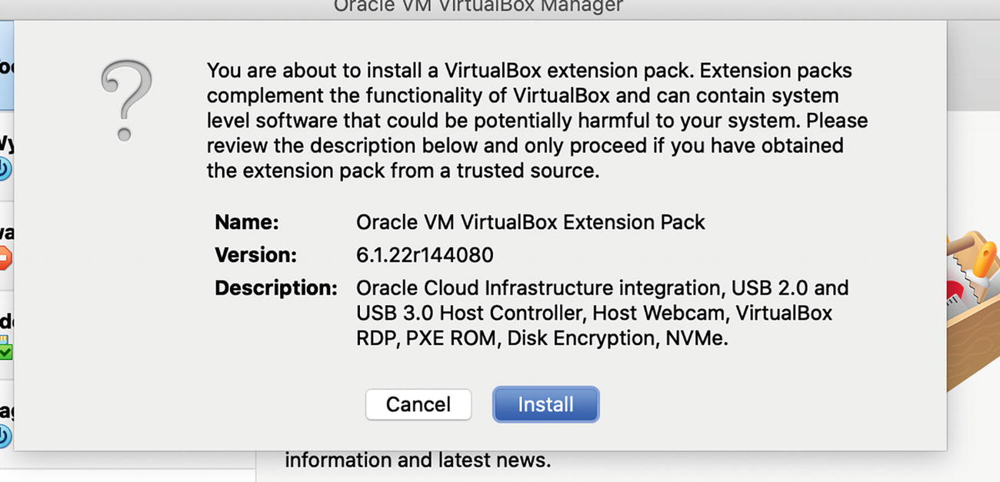 Oracle VM VirtualBox Manager
You are about to install a VirtualBox extension pack. Extension packs
complement the functionality of VirtualBox and can contain system
level software that could be potentially harmful to your system. Please
review the description below and only proceed if you have obtained
the extension pack from a trusted source.
Name: Oracle VM VirtualBox Extension Pack
Version: 6.1.22r144080
Description: Oracle Cloud Infrastructure integration, USB 2.0 and
USB 3.0 Host Controller, Host Webcam, VirtualBox
RDP, PXE ROM, Disk Encryption, NVMe.
Cancel Install
information and latest news.